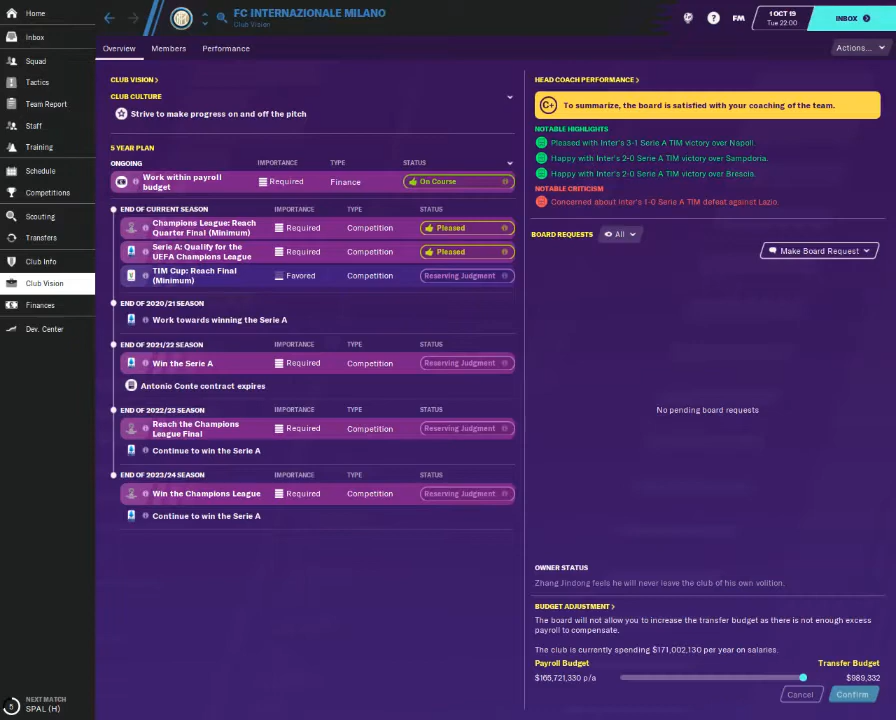 Home
FC INTERNAZIONALE MILANO
Club Vision
FM
1 OCT 19
Tue 22:00
INBOX
Inbox
Squad
Tactics
Team Report
Staff
Training
Schedule
Competitions
Scouting
Transfers
Club Info
Club Vision
Finances
Dev. Center
NEXT MATCH
5
SPAL (H)
Overview
Members
Performance
Actions...
CLUB VISION >
CLUB CULTURE
Strive to make progress on and off the pitch
5 YEAR PLAN
ONGOING IMPORTANCE TYPE STATUS
Work within payroll
budget
Required Finance On Course
END OF CURRENT SEASON IMPORTANCE TYPE STATUS
Champions League: Reach
Quarter Final (Minimum)
Required Competition Pleased
Serie A: Qualify for the
UEFA Champions League
Required Competition Pleased
TIM Cup: Reach Final
(Minimum)
Favored Competition Reserving Judgment
END OF 2020/21 SEASON
Work towards winning the Serie A
END OF 2021/22 SEASON IMPORTANCE TYPE STATUS
Win the Serie A Required Competition Reserving Judgment
Antonio Conte contract expires
END OF 2022/23 SEASON IMPORTANCE TYPE STATUS
Reach the Champions
League Final
Required Competition Reserving Judgment
Continue to win the Serie A
END OF 2023/24 SEASON IMPORTANCE TYPE STATUS
Win the Champions League Required Competition Reserving Judgment
Continue to win the Serie A
HEAD COACH PERFORMANCE >
C+ To summarize, the board is satisfied with your coaching of the team.
NOTABLE HIGHLIGHTS
Pleased with Inter's 3-1 Serie A TIM victory over Napoli.
Happy with Inter's 2-0 Serie A TIM victory over Sampdoria.
Happy with Inter's 2-0 Serie A TIM victory over Brescia.
NOTABLE CRITICISM
Concerned about Inter's 1-0 Serie A TIM defeat against Lazio.
BOARD REQUESTS All
Make Board Request
No pending board requests
OWNER STATUS
Zhang Jindong feels he will never leave the club of his own volition.
BUDGET ADJUSTMENT >
The board will not allow you to increase the transfer budget as there is not enough excess
payroll to compensate.
The club is currently spending $171,002,130 per year on salaries.
Payroll Budget Transfer Budget
$165,721,330 p/a $989,332
Cancel Confirm